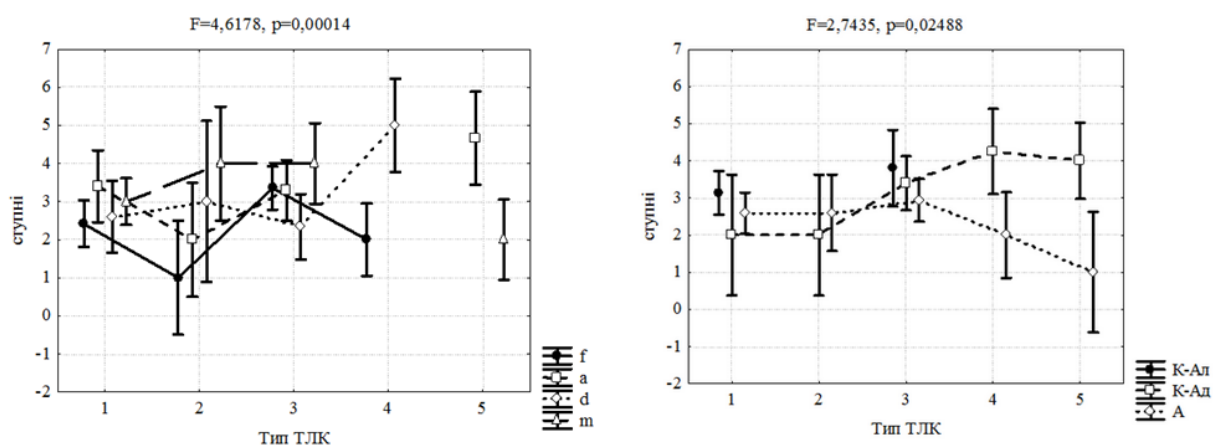 F=4,6178, p=0,00014
7
6
5
4
3
2
1
0
-1
-2
ступні
1 2 3 4 5
Тип ТЛК
f
a
d
m
F=2,7435, p=0,02488
7
6
5
4
3
2
1
0
-1
-2
ступні
1 2 3 4 5
Тип ТЛК
К-Ал
К-Ад
А